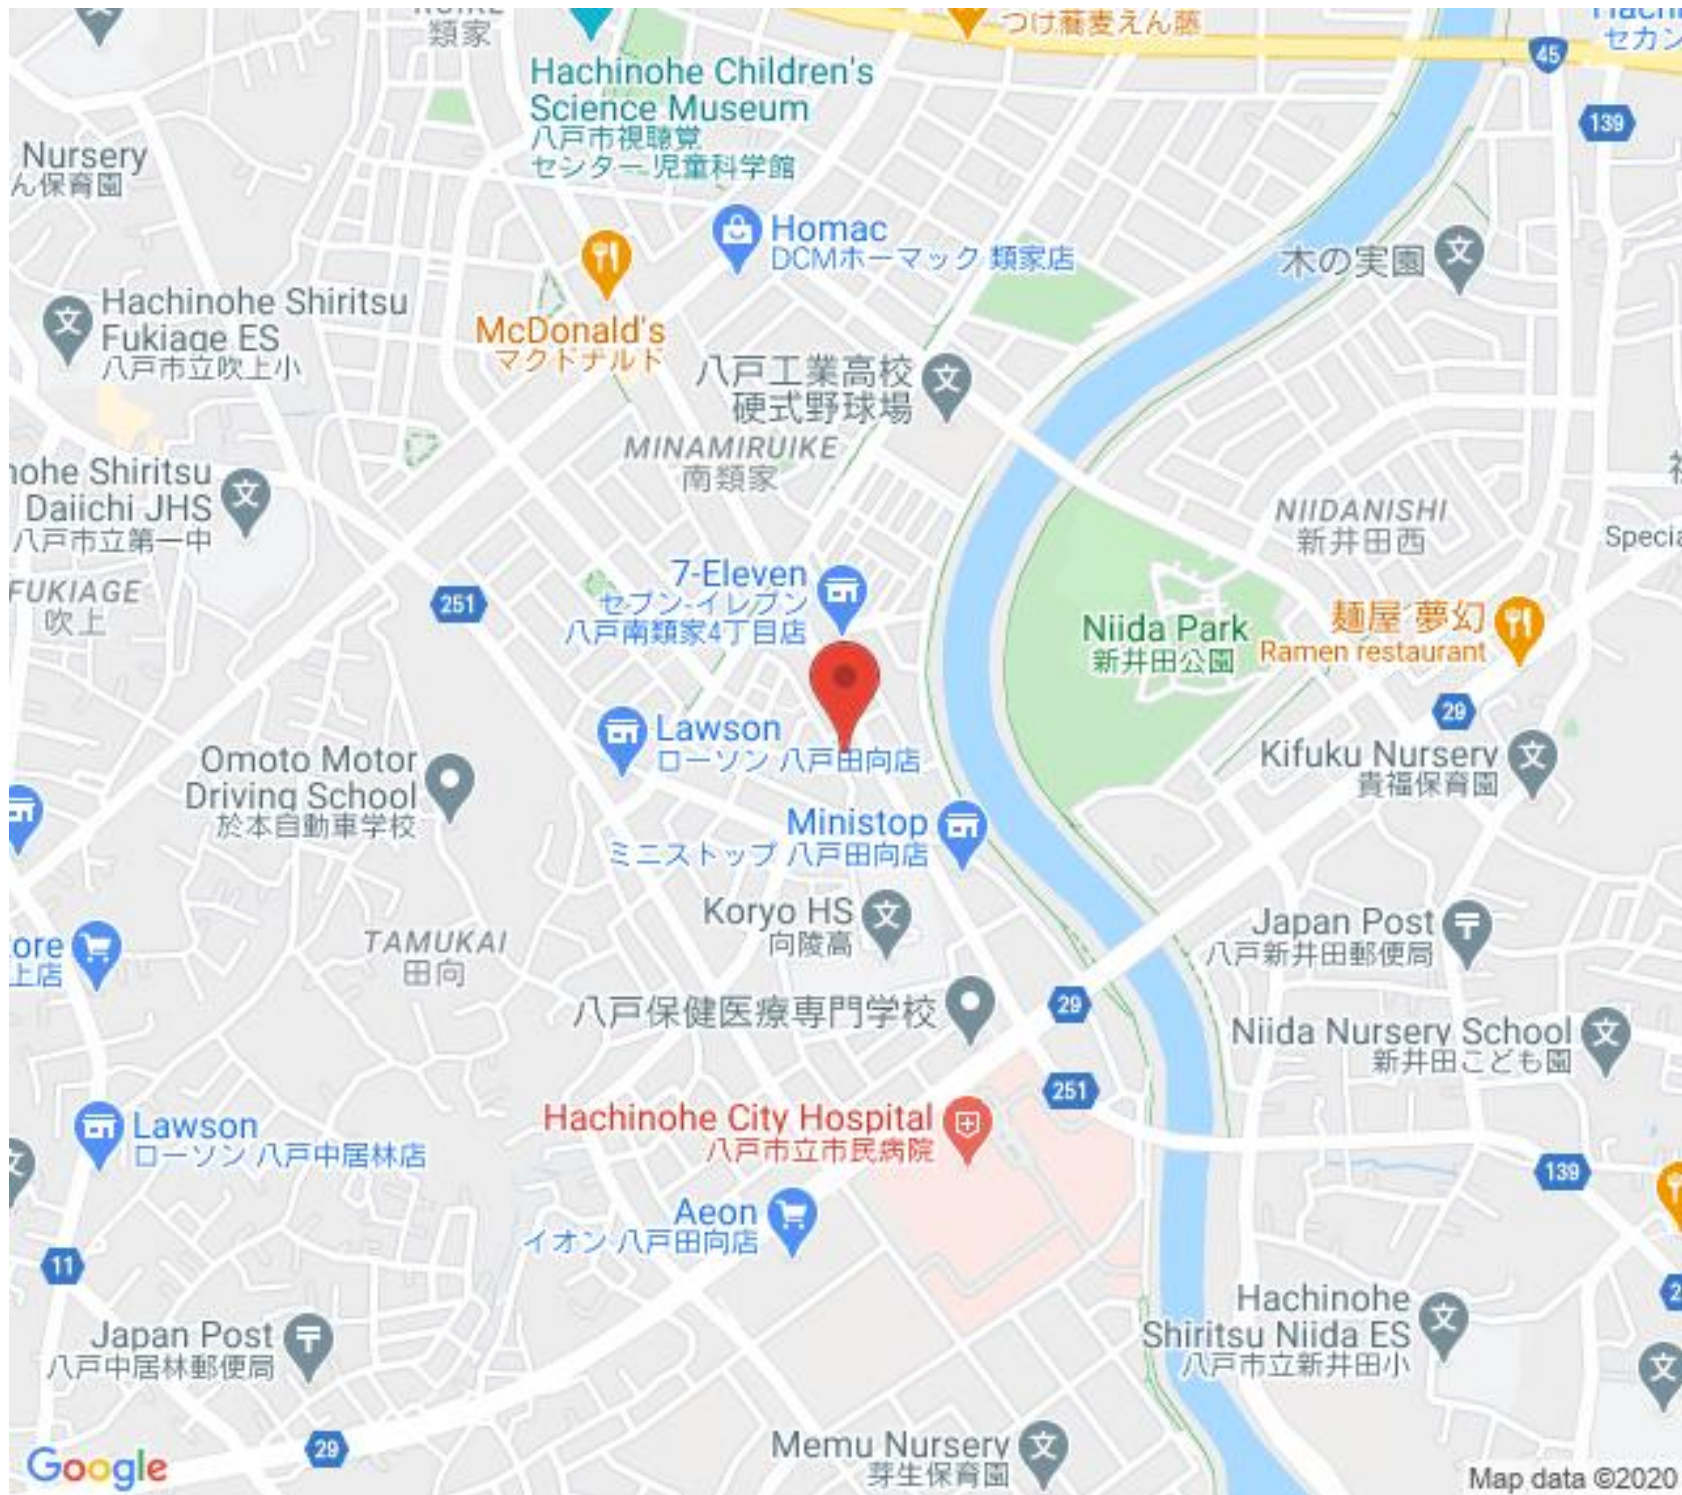 類家
つけ蕎麦えん藤
セカン
45
Hachinohe Children's
Science Museum
八戸市視聴覚
センター 児童科学館
139
Nursery
ん保育園
Homac
DCMホーマック 類家店
木の実園
Hachinohe Shiritsu
Fukiage ES
八戸市立吹上小
McDonald's
マクドナルド
八戸工業高校
硬式野球場
MINAMIRUIKE
南類家
nohe Shiritsu
Daiichi JHS
八戸市立第一中
NIIDANISHI
新井田西
Specia
FUKIAGE
吹上
251
7-Eleven
セブン-イレブン
八戸南類家4丁目店
Niida Park
新井田公園
麺屋 夢幻
Ramen restaurant
29
Lawson
ローソン 八戸田向店
Omoto Motor
Driving School
於本自動車学校
Kifuku Nursery
貴福保育園
Ministop
ミニストップ 八戸田向店
Koryo HS
向陵高
Japan Post
八戸新井田郵便局
ore
上店
TAMUKAI
田向
八戸保健医療専門学校
29
Niida Nursery School
新井田こども園
251
Hachinohe City Hospital
八戸市立市民病院
Lawson
ローソン 八戸中居林店
139
Aeon
イオン 八戸田向店
11
Hachinohe
Shiritsu Niida ES
八戸市立新井田小
2
Japan Post
八戸中居林郵便局
29
Memu Nursery
芽生保育園
Google
Map data ©2020